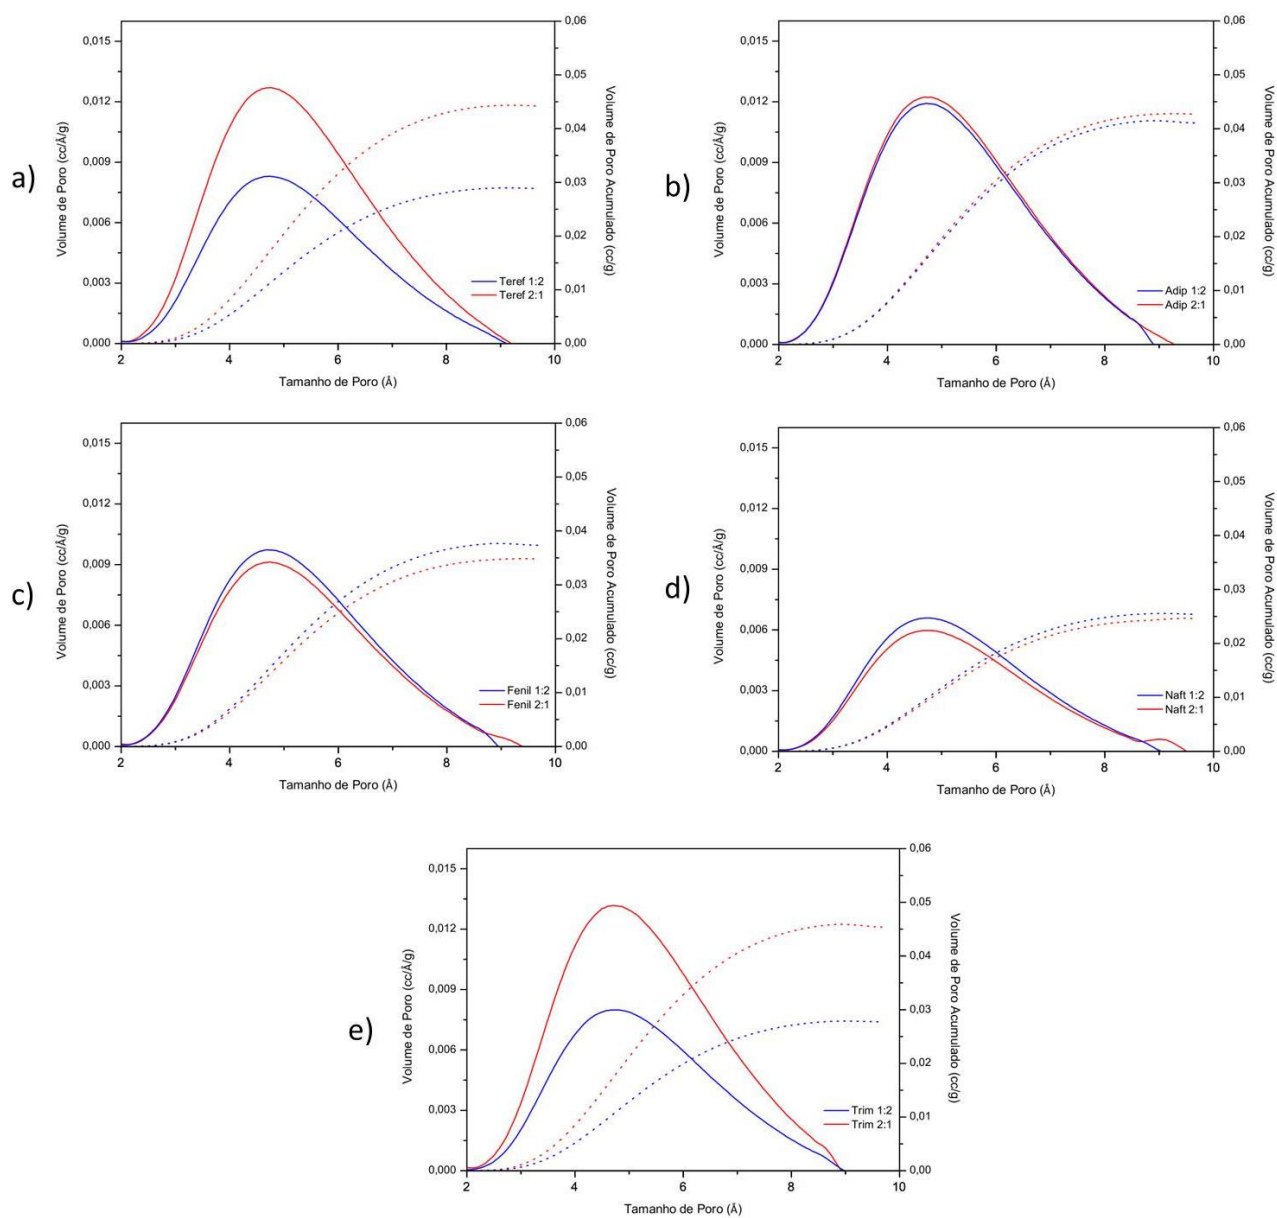 a)
Volume de Poro (cc/Å/g)
0,015
0,012
0,009
0,006
0,003
0,000
2 4 6 8 10
Tamanho de Poro (Å)
0,06
0,05
0,04
0,03
0,02
0,01
0,00
Volume de Poro Acumulado (cc/g)
Teref 1:2
Teref 2:1
b)
Volume de Poro (cc/Å/g)
0,015
0,012
0,009
0,006
0,003
0,000
2 4 6 8 10
Tamanho de Poro (Å)
0,06
0,05
0,04
0,03
0,02
0,01
0,00
Volume de Poro Acumulado (cc/g)
Adip 1:2
Adip 2:1
c)
Volume de Poro (cc/Å/g)
0,015
0,012
0,009
0,006
0,003
0,000
2 4 6 8 10
Tamanho de Poro (Å)
0,06
0,05
0,04
0,03
0,02
0,01
0,00
Volume de Poro Acumulado (cc/g)
Fenil 1:2
Fenil 2:1
d)
Volume de Poro (cc/Å/g)
0,015
0,012
0,009
0,006
0,003
0,000
2 4 6 8 10
Tamanho de Poro (Å)
0,06
0,05
0,04
0,03
0,02
0,01
0,00
Volume de Poro Acumulado (cc/g)
Naft 1:2
Naft 2:1
e)
Volume de Poro (cc/Å/g)
0,015
0,012
0,009
0,006
0,003
0,000
2 4 6 8 10
Tamanho de Poro (Å)
0,06
0,05
0,04
0,03
0,02
0,01
0,00
Volume de Poro Acumulado (cc/g)
Trim 1:2
Trim 2:1